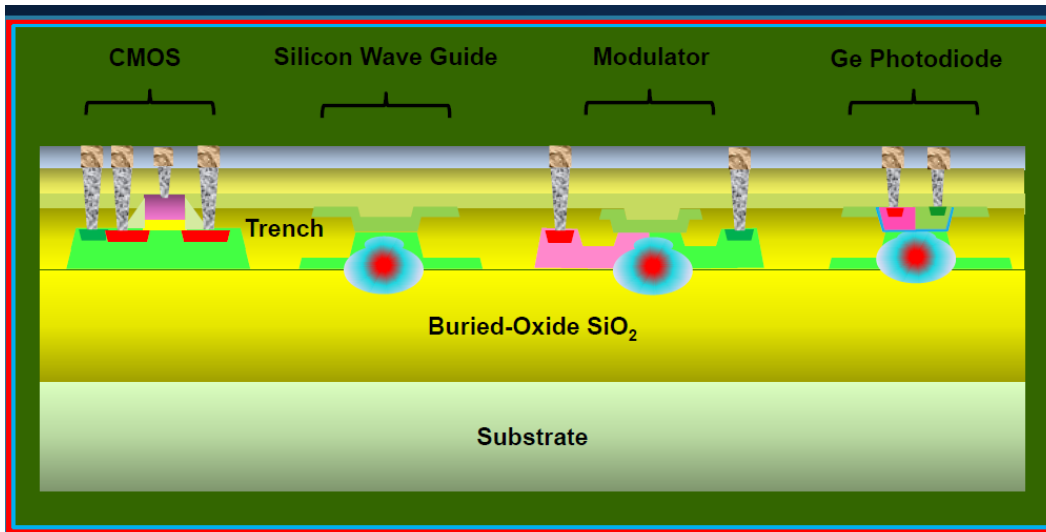 CMOS
Silicon Wave Guide
Modulator
Ge Photodiode
Trench
Buried-Oxide SiO₂
Substrate